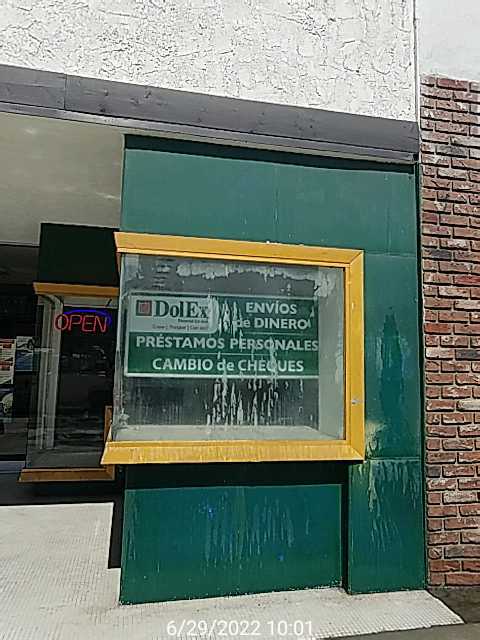 OPEN
DolEx
ENVÍOS
de DINERO
PRÉSTAMOS PERSONALES
CAMBIO de CHEQUES
6/29/2022 10:01